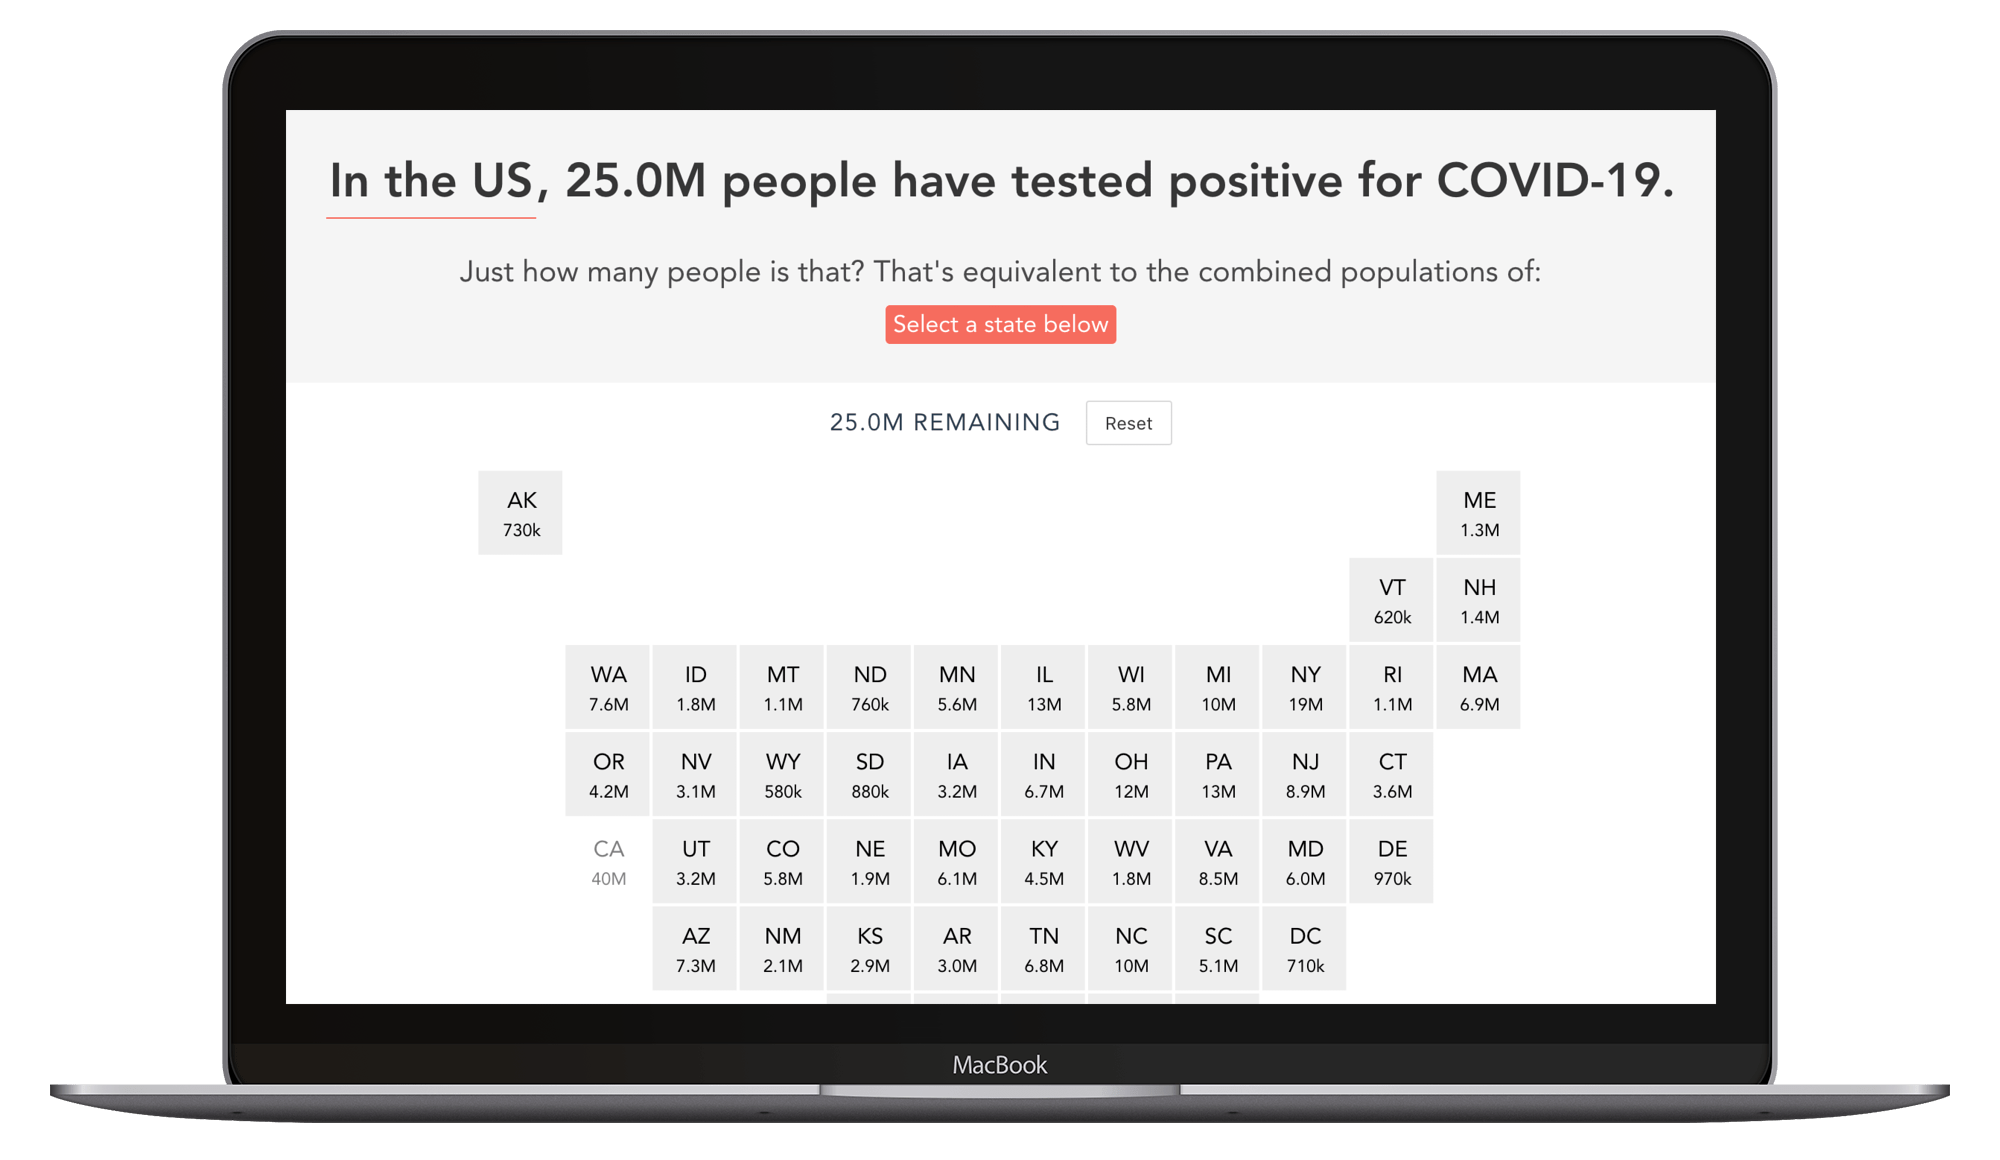 In the US, 25.0M people have tested positive for COVID-19.
Just how many people is that? That's equivalent to the combined populations of:
Select a state below
25.0M REMAINING Reset
AK ME
730k 1.3M
VT NH
620k 1.4M
WA ID MT ND MN IL WI MI NY RI MA
7.6M 1.8M 1.1M 760k 5.6M 13M 5.8M 10M 19M 1.1M 6.9M
OR NV WY SD IA IN OH PA NJ CT
4.2M 3.1M 580k 880k 3.2M 6.7M 12M 13M 8.9M 3.6M
CA UT CO NE MO KY WV VA MD DE
40M 3.2M 5.8M 1.9M 6.1M 4.5M 1.8M 8.5M 6.0M 970k
AZ NM KS AR TN NC SC DC
7.3M 2.1M 2.9M 3.0M 6.8M 10M 5.1M 710k
MacBook